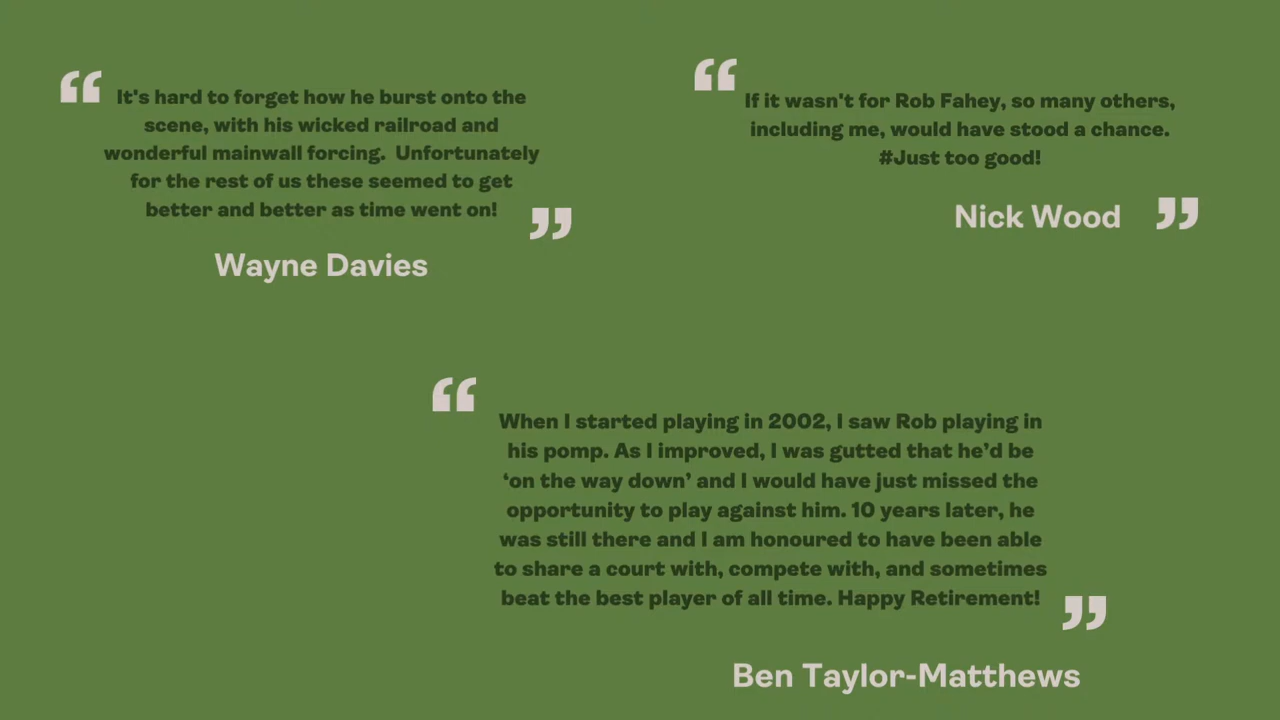 “
It's hard to forget how he burst onto the
scene, with his wicked railroad and
wonderful mainwall forcing.  Unfortunately
for the rest of us these seemed to get
better and better as time went on!
”
Wayne Davies
“
If it wasn't for Rob Fahey, so many others,
including me, would have stood a chance.
#Just too good!
Nick Wood ”
“
When I started playing in 2002, I saw Rob playing in
his pomp. As I improved, I was gutted that he’d be
‘on the way down’ and I would have just missed the
opportunity to play against him. 10 years later, he
was still there and I am honoured to have been able
to share a court with, compete with, and sometimes
beat the best player of all time. Happy Retirement!
”
Ben Taylor-Matthews